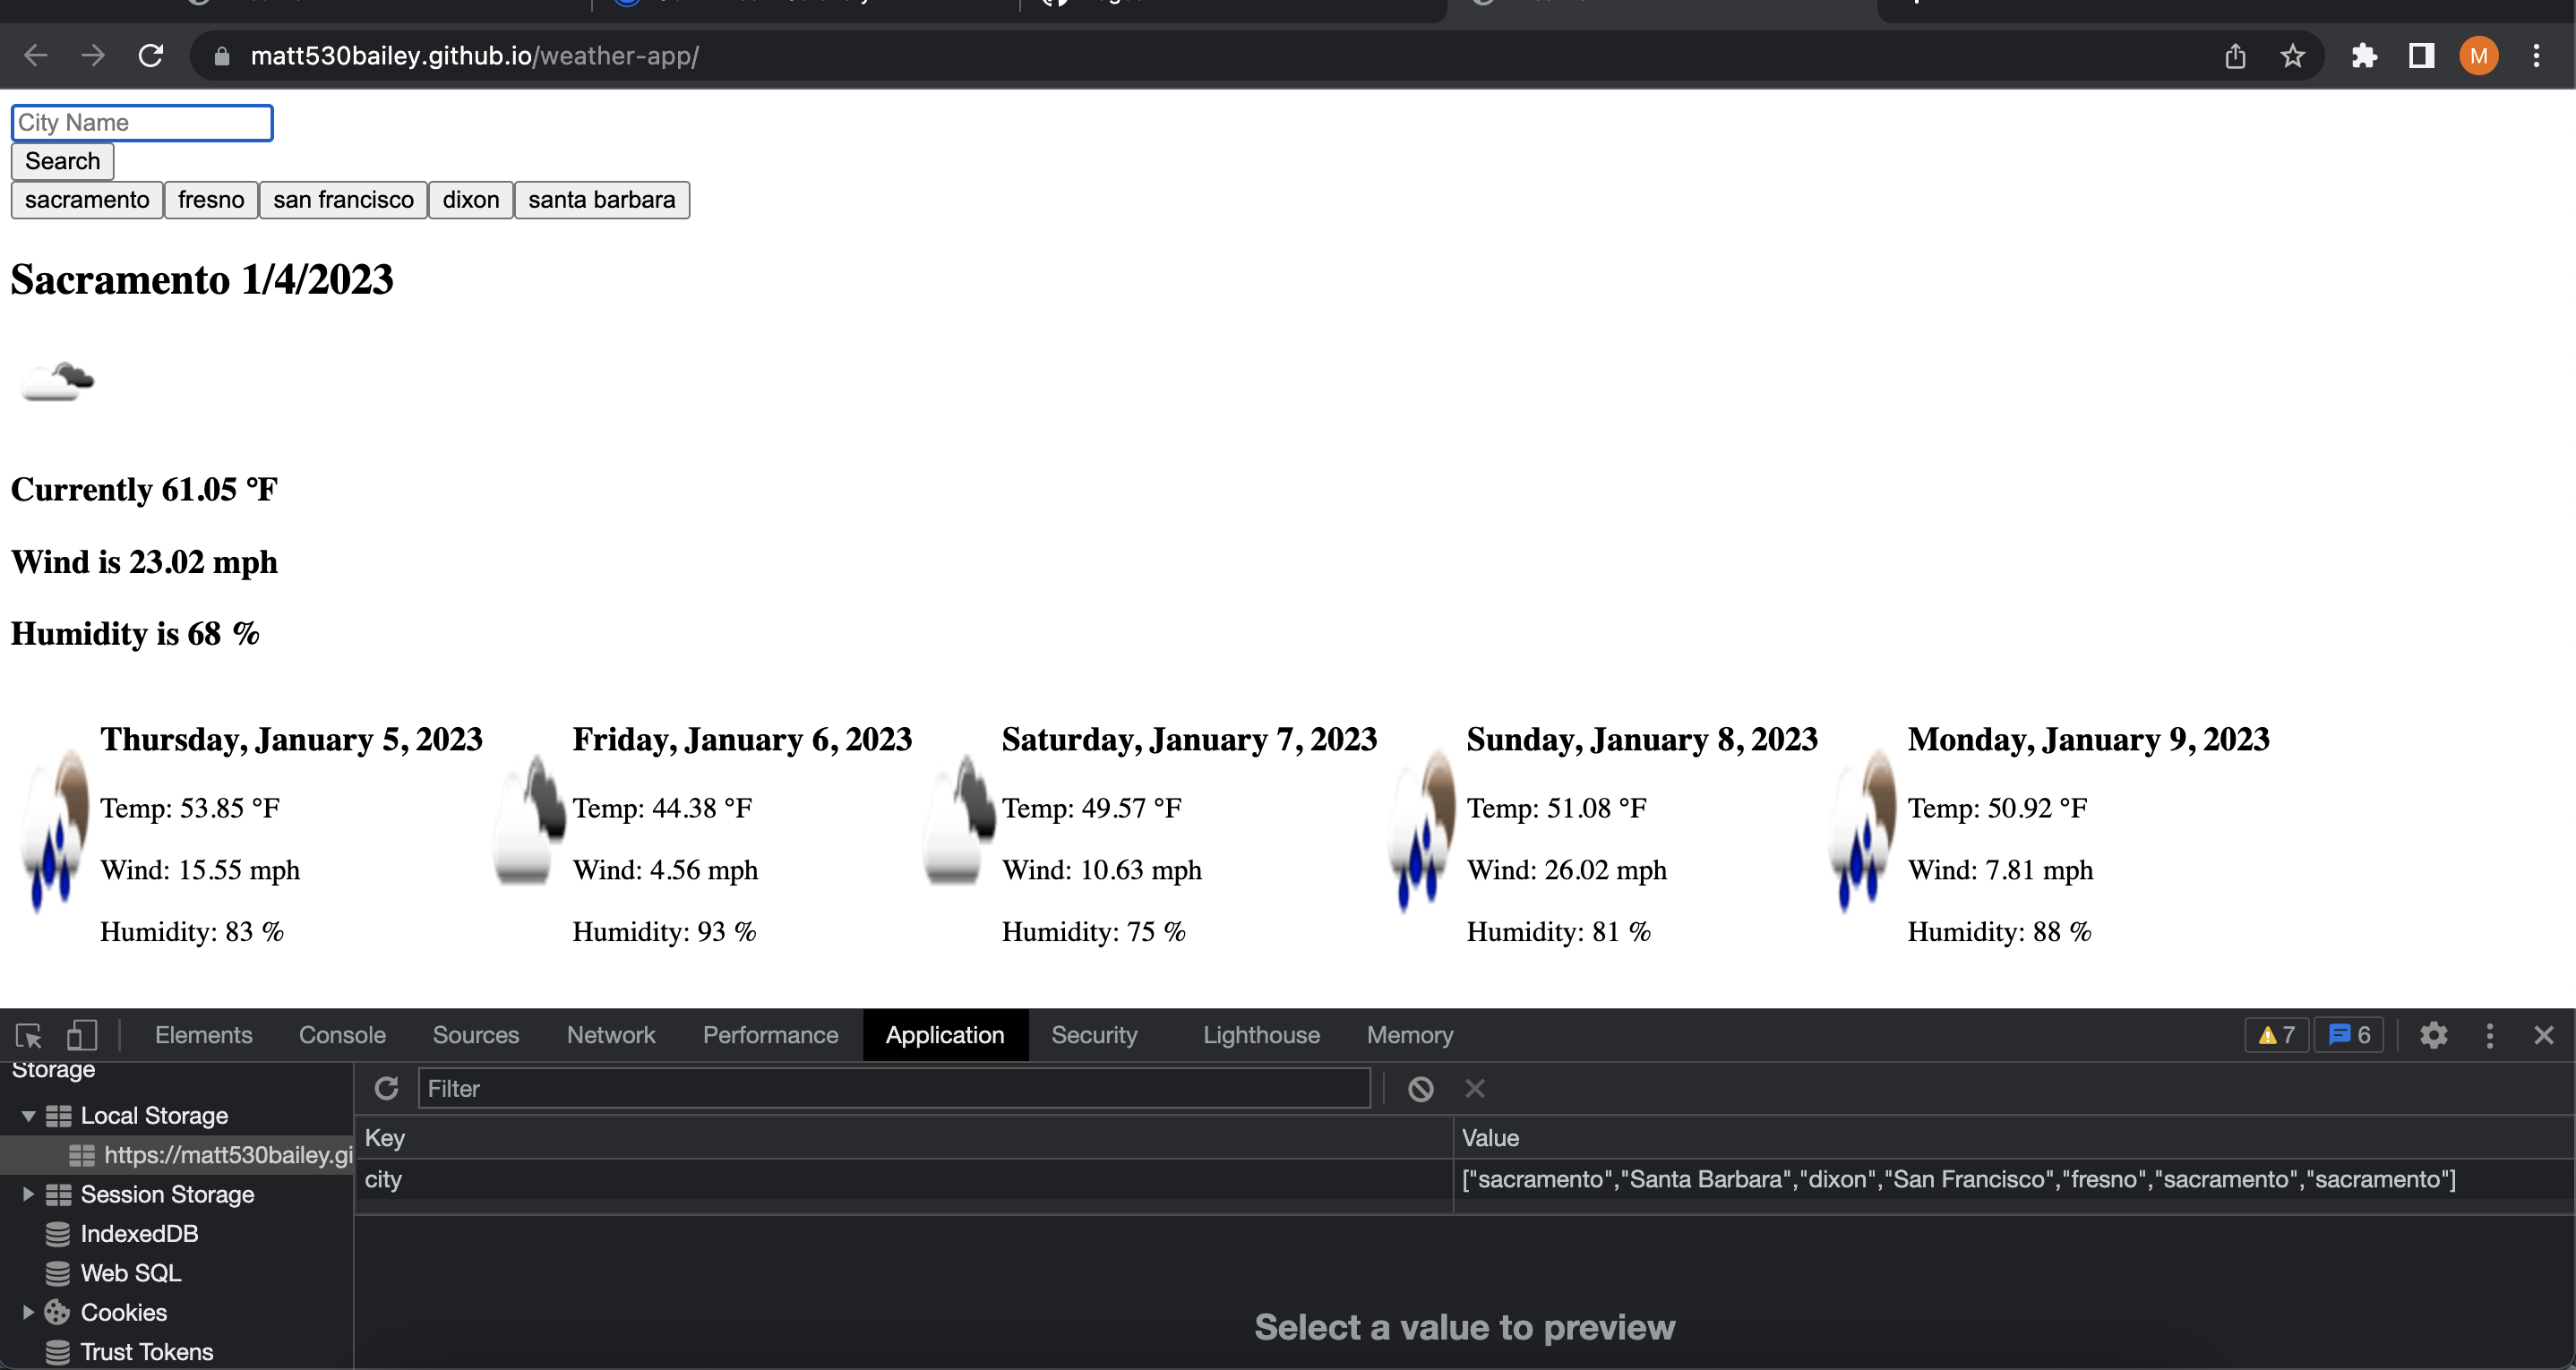 matt530bailey.github.io/weather-app/
M
City Name
Search
sacramento fresno san francisco dixon santa barbara
Sacramento 1/4/2023
Currently 61.05 °F
Wind is 23.02 mph
Humidity is 68 %
Thursday, January 5, 2023 Friday, January 6, 2023 Saturday, January 7, 2023 Sunday, January 8, 2023 Monday, January 9, 2023
Temp: 53.85 °F Temp: 44.38 °F Temp: 49.57 °F Temp: 51.08 °F Temp: 50.92 °F
Wind: 15.55 mph Wind: 4.56 mph Wind: 10.63 mph Wind: 26.02 mph Wind: 7.81 mph
Humidity: 83 % Humidity: 93 % Humidity: 75 % Humidity: 81 % Humidity: 88 %
Elements Console Sources Network Performance Application Security Lighthouse Memory 7 6
Storage
Filter
Local Storage
Key Value
https://matt530bailey.gi
city ["sacramento","Santa Barbara","dixon","San Francisco","fresno","sacramento","sacramento"]
Session Storage
IndexedDB
Web SQL
Cookies
Select a value to preview
Trust Tokens